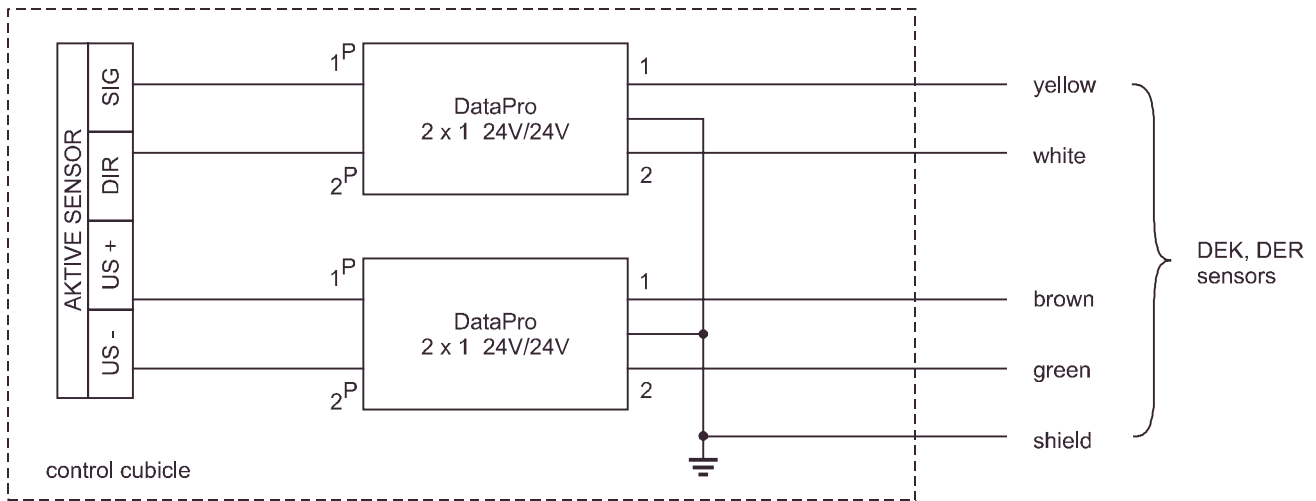 AKTIVE SENSOR
SIG
DIR
US +
US -
1P
2P
DataPro
2 x 1 24V/24V
1
2
1P
2P
DataPro
2 x 1 24V/24V
1
2
yellow
white
brown
green
shield
DEK, DER
sensors
control cubicle